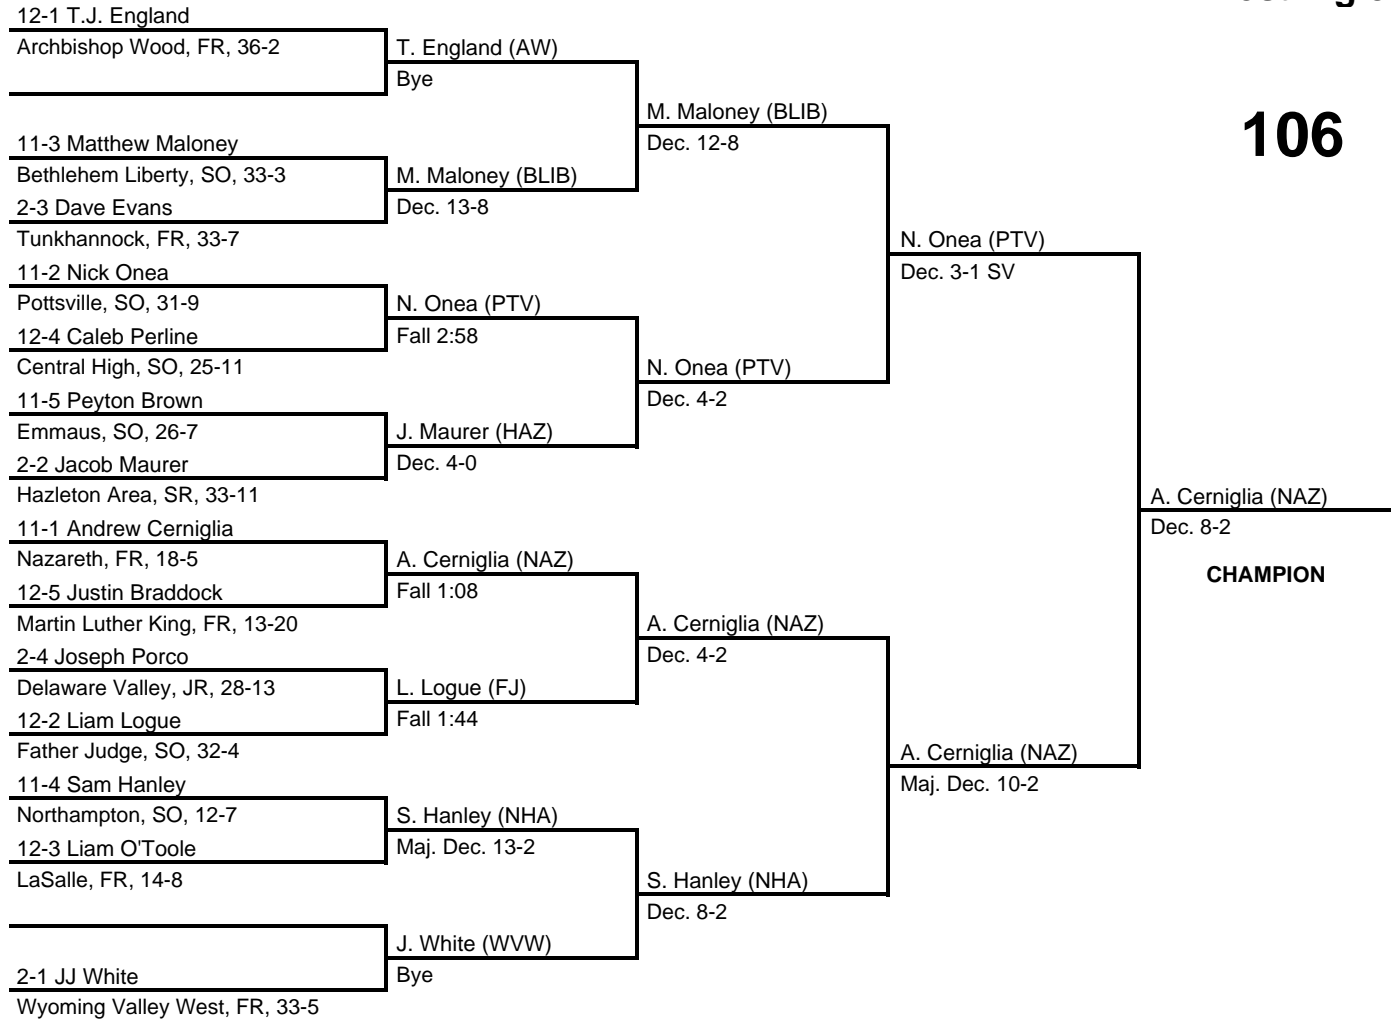 12-1 T.J. England
Archbishop Wood, FR, 36-2
T. England (AW)
Bye
M. Maloney (BLIB)
Dec. 12-8
106
11-3 Matthew Maloney
Bethlehem Liberty, SO, 33-3
M. Maloney (BLIB)
2-3 Dave Evans
Dec. 13-8
Tunkhannock, FR, 33-7
N. Onea (PTV)
11-2 Nick Onea
Dec. 3-1 SV
Pottsville, SO, 31-9
N. Onea (PTV)
12-4 Caleb Perline
Fall 2:58
Central High, SO, 25-11
N. Onea (PTV)
11-5 Peyton Brown
Dec. 4-2
Emmaus, SO, 26-7
J. Maurer (HAZ)
2-2 Jacob Maurer
Dec. 4-0
Hazleton Area, SR, 33-11
A. Cerniglia (NAZ)
11-1 Andrew Cerniglia
Dec. 8-2
Nazareth, FR, 18-5
A. Cerniglia (NAZ)
CHAMPION
12-5 Justin Braddock
Fall 1:08
Martin Luther King, FR, 13-20
A. Cerniglia (NAZ)
2-4 Joseph Porco
Dec. 4-2
Delaware Valley, JR, 28-13
L. Logue (FJ)
12-2 Liam Logue
Fall 1:44
Father Judge, SO, 32-4
A. Cerniglia (NAZ)
11-4 Sam Hanley
Maj. Dec. 10-2
Northampton, SO, 12-7
S. Hanley (NHA)
12-3 Liam O'Toole
Maj. Dec. 13-2
LaSalle, FR, 14-8
S. Hanley (NHA)
Dec. 8-2
J. White (WVW)
2-1 JJ White
Bye
Wyoming Valley West, FR, 33-5